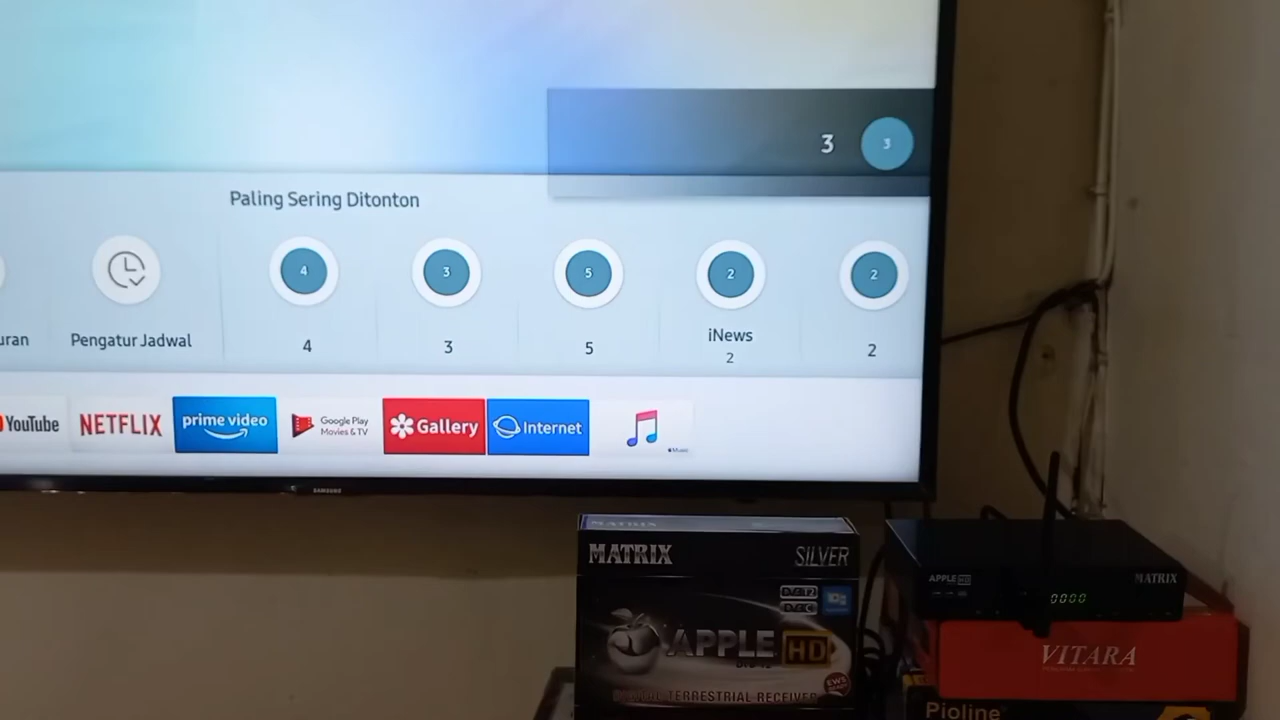 3 3
Paling Sering Ditonton
4 3 5 2 2
uran Pengatur Jadwal 4 3 5 iNews 2
2
YouTube NETFLIX prime video Google Play Movies & TV Gallery Internet Music
SAMSUNG
MATRIX
MATRIX SILVER
APPLE HD MATRIX
0000
APPLE HD
VITARA
TERRESTRIAL RECEIVER
Pioline